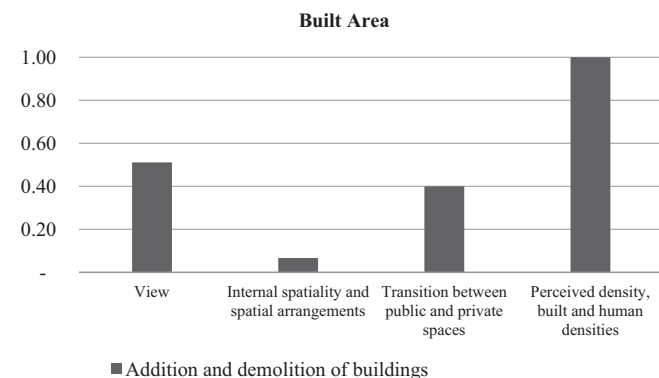 Built Area
1.00
0.80
0.60
0.40
0.20
-
View
Internal spatiality and
spatial arrangements
Transition between
public and private
spaces
Perceived density,
built and human
densities
Addition and demolition of buildings